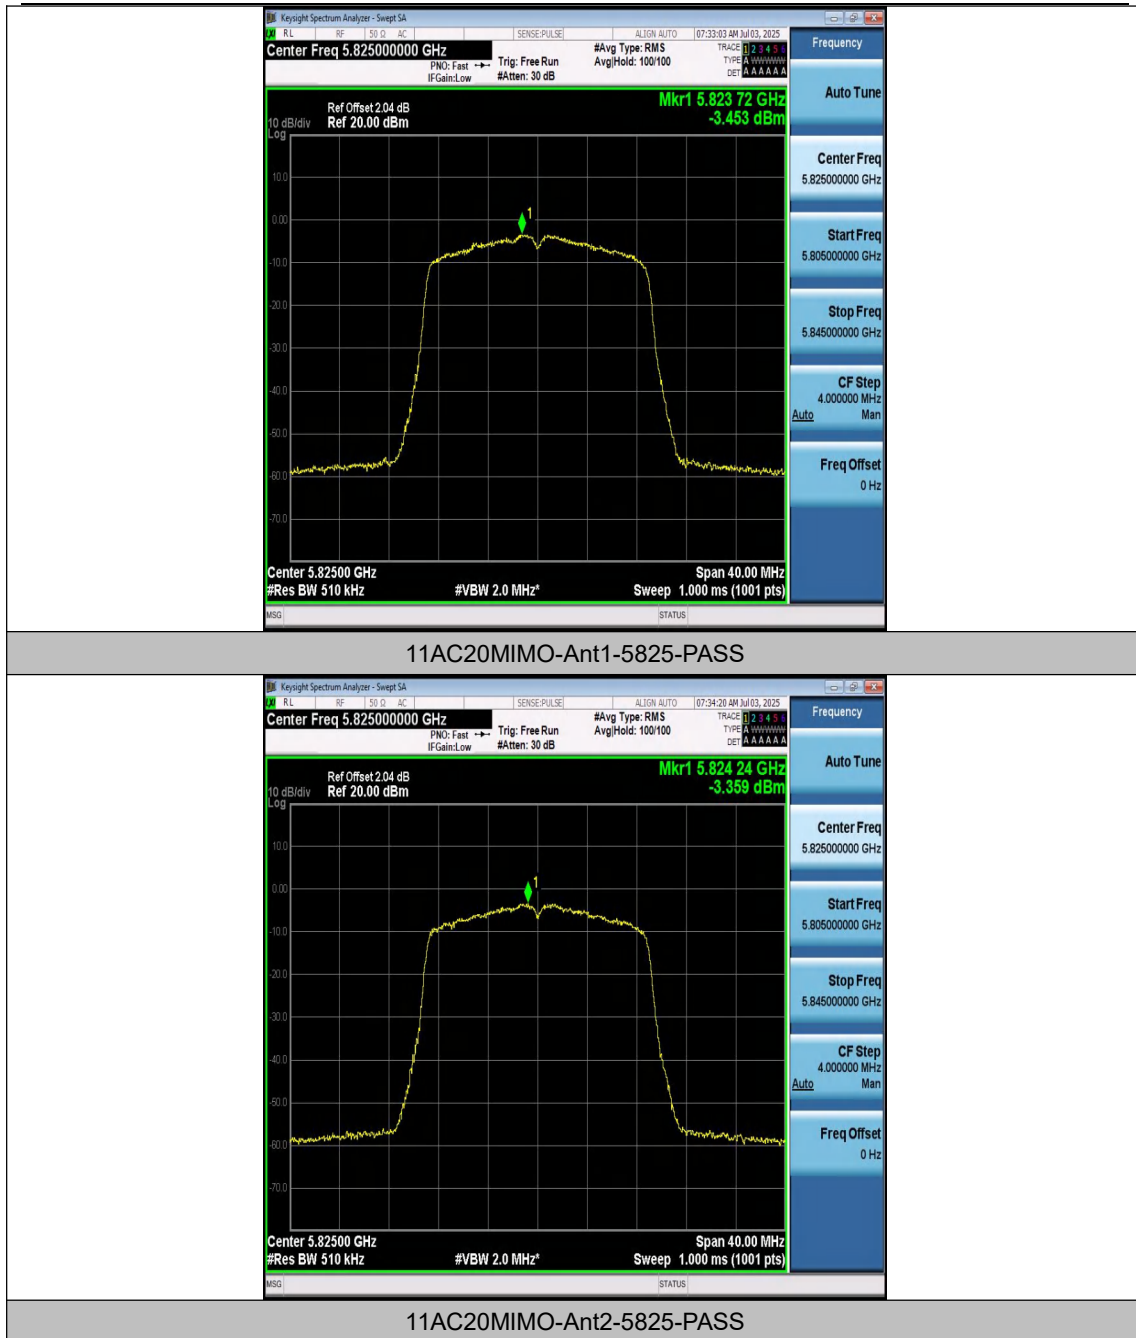 Keysight Spectrum Analyzer - Swept SA
RL RF 50 Ω AC SENSE:PULSE ALIGN AUTO 07:33:03 AM Jul 03, 2025
Center Freq 5.825000000 GHz
PNO: Fast
IFGain:Low
Trig: Free Run
#Atten: 30 dB
#Avg Type: RMS
Avg|Hold: 100/100
TRACE 1 2 3 4 5 6
TYPE A WWWWW
DET A A A A A A
Frequency
Auto Tune
Center Freq
5.825000000 GHz
Start Freq
5.805000000 GHz
Stop Freq
5.845000000 GHz
CF Step
4.000000 MHz
Auto Man
Freq Offset
0 Hz
Mkr1 5.823 72 GHz
-3.453 dBm
Ref Offset 2.04 dB
10 dB/div Ref 20.00 dBm
Log
10.0
0.00
-10.0
-20.0
-30.0
-40.0
-50.0
-60.0
-70.0
1
Center 5.82500 GHz Span 40.00 MHz
#Res BW 510 kHz #VBW 2.0 MHz* Sweep 1.000 ms (1001 pts)
MSG STATUS
11AC20MIMO-Ant1-5825-PASS
Keysight Spectrum Analyzer - Swept SA
RL RF 50 Ω AC SENSE:PULSE ALIGN AUTO 07:34:20 AM Jul 03, 2025
Center Freq 5.825000000 GHz
PNO: Fast
IFGain:Low
Trig: Free Run
#Atten: 30 dB
#Avg Type: RMS
Avg|Hold: 100/100
TRACE 1 2 3 4 5 6
TYPE A WWWWW
DET A A A A A A
Frequency
Auto Tune
Center Freq
5.825000000 GHz
Start Freq
5.805000000 GHz
Stop Freq
5.845000000 GHz
CF Step
4.000000 MHz
Auto Man
Freq Offset
0 Hz
Mkr1 5.824 24 GHz
-3.359 dBm
Ref Offset 2.04 dB
10 dB/div Ref 20.00 dBm
Log
10.0
0.00
-10.0
-20.0
-30.0
-40.0
-50.0
-60.0
-70.0
1
Center 5.82500 GHz Span 40.00 MHz
#Res BW 510 kHz #VBW 2.0 MHz* Sweep 1.000 ms (1001 pts)
MSG STATUS
11AC20MIMO-Ant2-5825-PASS